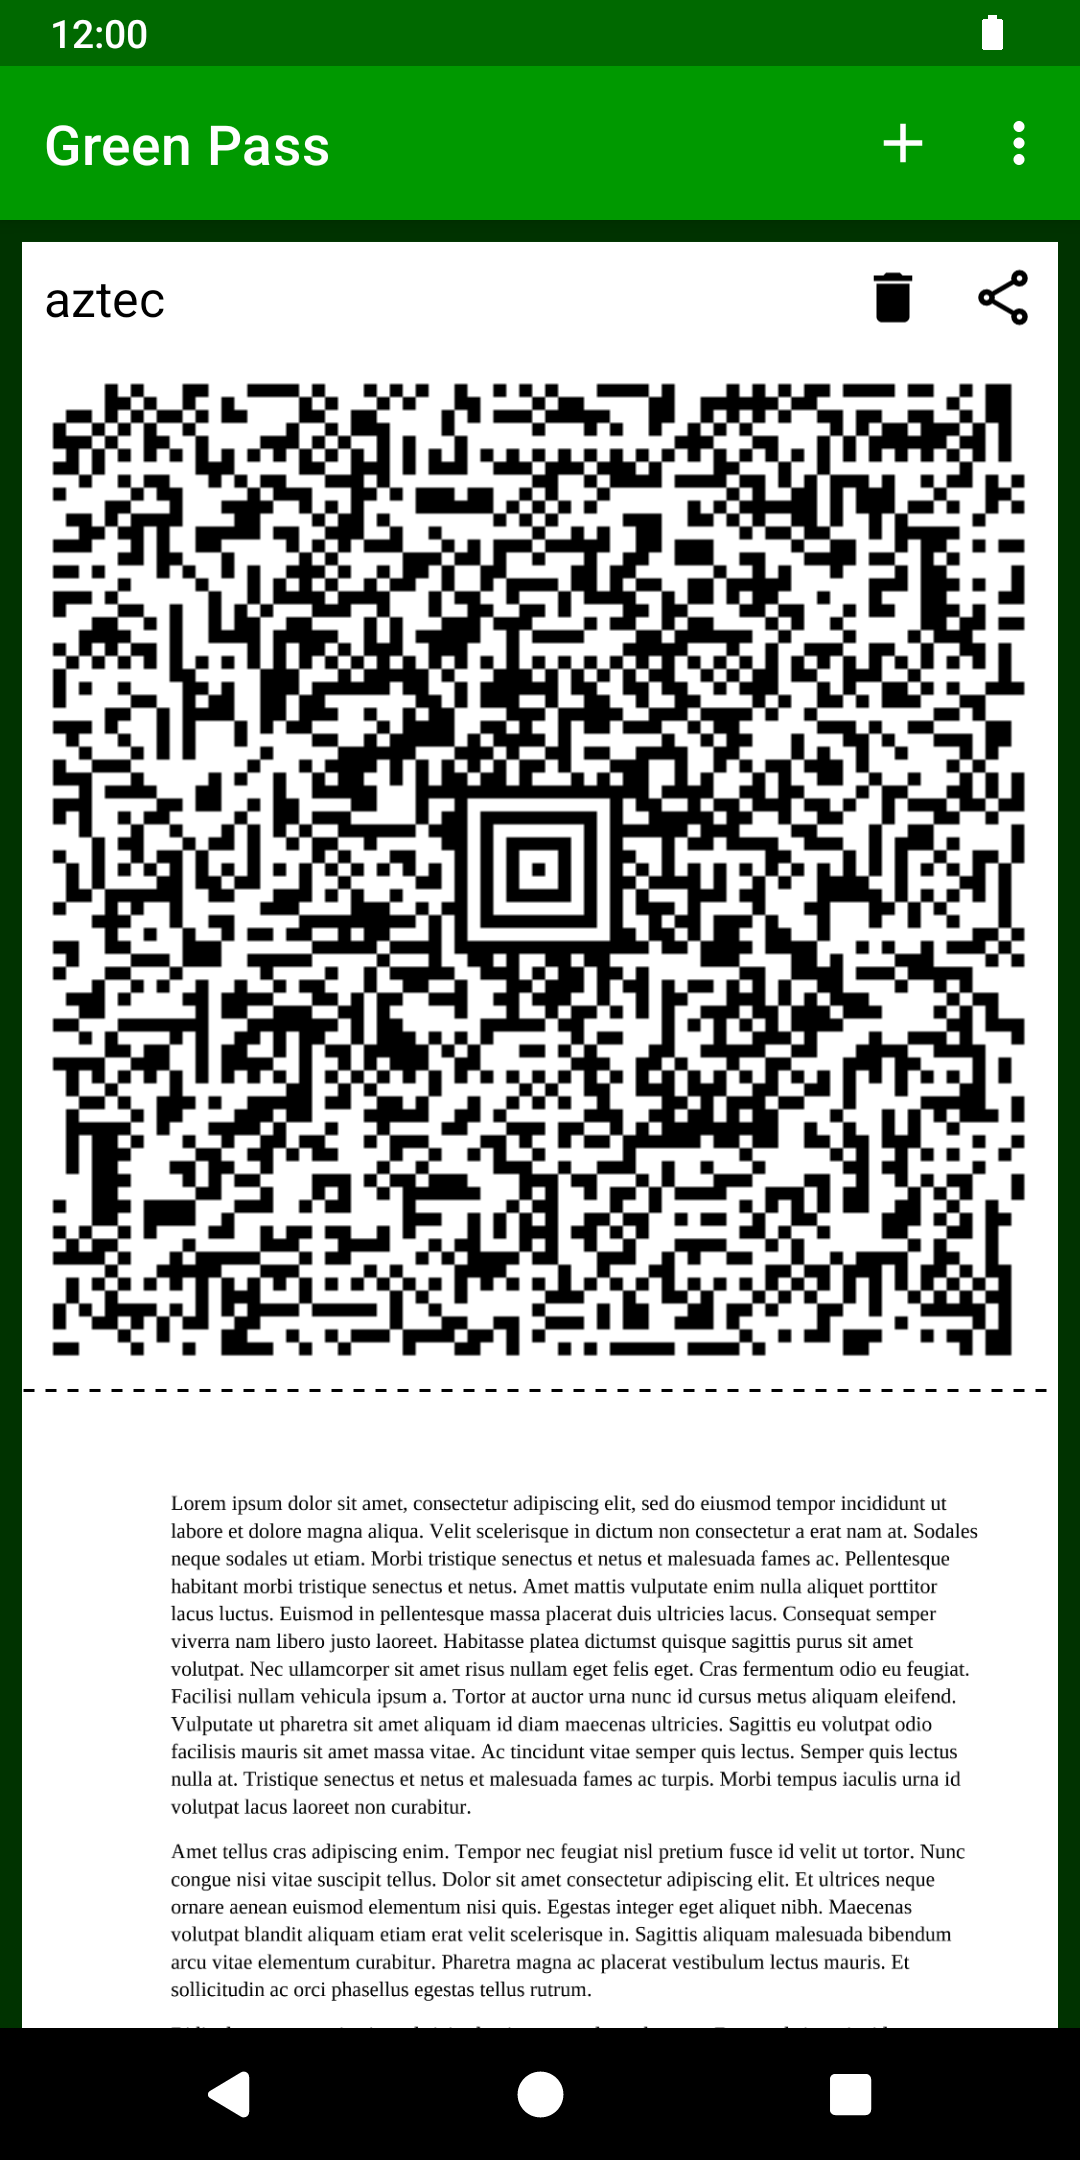 12:00
Green Pass
aztec
Lorem ipsum dolor sit amet, consectetur adipiscing elit, sed do eiusmod tempor incididunt ut
labore et dolore magna aliqua. Velit scelerisque in dictum non consectetur a erat nam at. Sodales
neque sodales ut etiam. Morbi tristique senectus et netus et malesuada fames ac. Pellentesque
habitant morbi tristique senectus et netus. Amet mattis vulputate enim nulla aliquet porttitor
lacus luctus. Euismod in pellentesque massa placerat duis ultricies lacus. Consequat semper
viverra nam libero justo laoreet. Habitasse platea dictumst quisque sagittis purus sit amet
volutpat. Nec ullamcorper sit amet risus nullam eget felis eget. Cras fermentum odio eu feugiat.
Facilisi nullam vehicula ipsum a. Tortor at auctor urna nunc id cursus metus aliquam eleifend.
Vulputate ut pharetra sit amet aliquam id diam maecenas ultricies. Sagittis eu volutpat odio
facilisis mauris sit amet massa vitae. Ac tincidunt vitae semper quis lectus. Semper quis lectus
nulla at. Tristique senectus et netus et malesuada fames ac turpis. Morbi tempus iaculis urna id
volutpat lacus laoreet non curabitur.
Amet tellus cras adipiscing enim. Tempor nec feugiat nisl pretium fusce id velit ut tortor. Nunc
congue nisi vitae suscipit tellus. Dolor sit amet consectetur adipiscing elit. Et ultrices neque
ornare aenean euismod elementum nisi quis. Egestas integer eget aliquet nibh. Maecenas
volutpat blandit aliquam etiam erat velit scelerisque in. Sagittis aliquam malesuada bibendum
arcu vitae elementum curabitur. Pharetra magna ac placerat vestibulum lectus mauris. Et
sollicitudin ac orci phasellus egestas tellus rutrum.